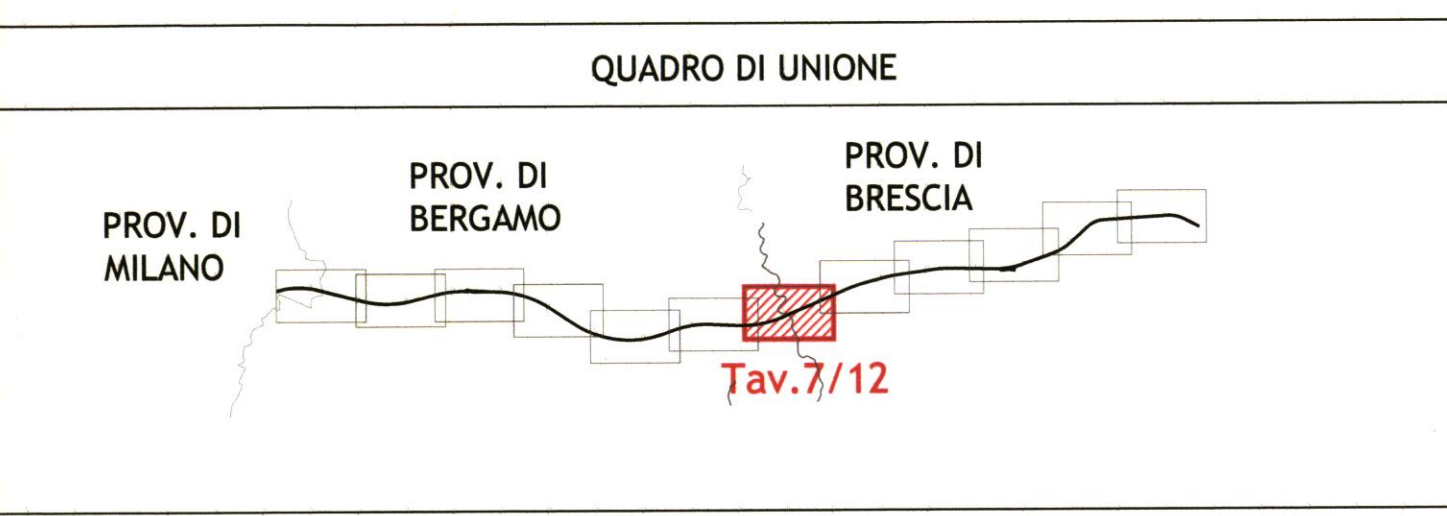 QUADRO DI UNIONE
PROV. DI
MILANO
PROV. DI
BERGAMO
PROV. DI
BRESCIA
Tav.7/12